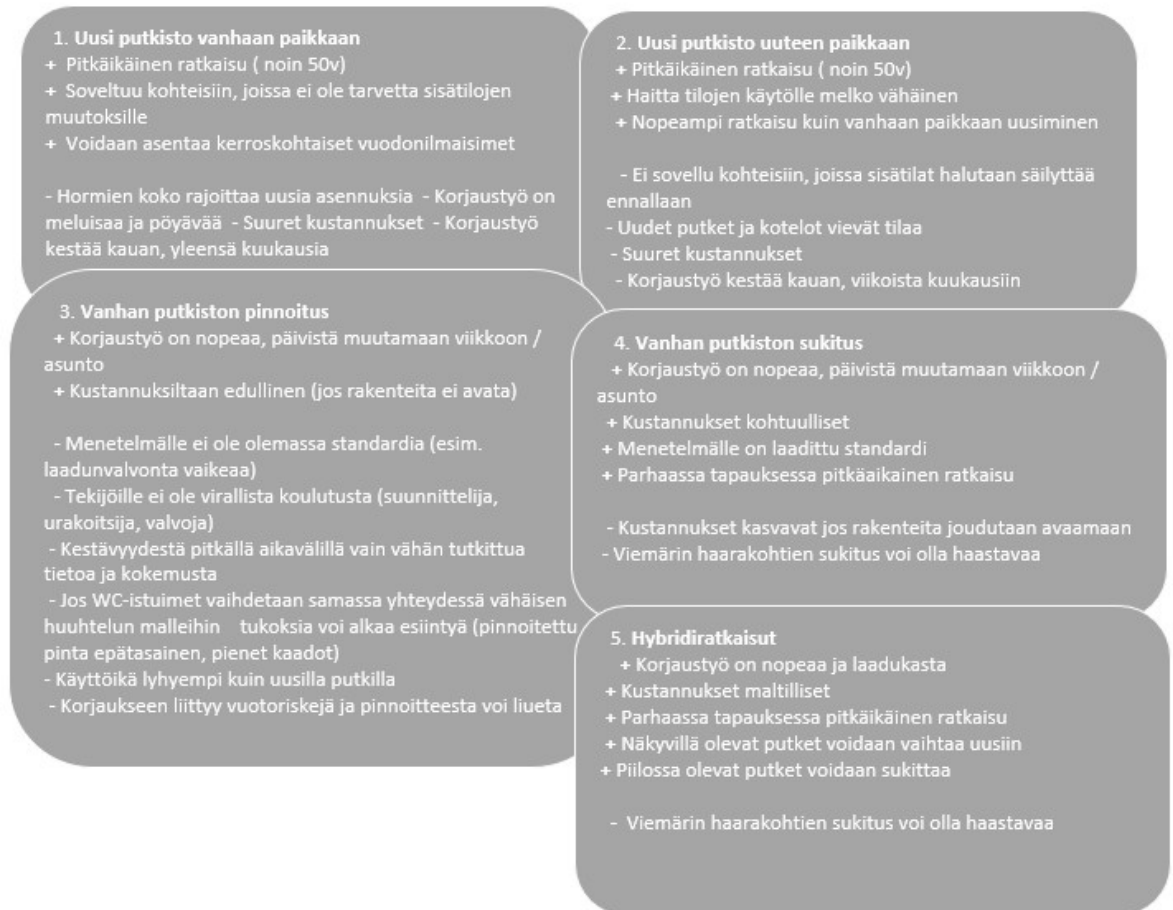 1. Uusi putkisto vanhaan paikkaan
+ Pitkäikäinen ratkaisu ( noin 50v)
+ Soveltuu kohteisiin, joissa ei ole tarvetta sisätilojen
muutoksille
+ Voidaan asentaa kerroskohtaiset vuodonilmaisimet
- Hormien koko rajoittaa uusia asennuksia - Korjaustyö on
meluisaa ja pöyävää - Suuret kustannukset - Korjaustyö
kestää kauan, yleensä kuukausia
2. Uusi putkisto uuteen paikkaan
+ Pitkäikäinen ratkaisu ( noin 50v)
+ Haitta tilojen käytölle melko vähäinen
+ Nopeampi ratkaisu kuin vanhaan paikkaan uusiminen
- Ei sovellu kohteisiin, joissa sisätilat halutaan säilyttää
ennallaan
- Uudet putket ja kotelot vievät tilaa
- Suuret kustannukset
- Korjaustyö kestää kauan, viikoista kuukausiin
3. Vanhan putkiston pinnoitus
+ Korjaustyö on nopeaa, päivistä muutamaan viikkoon /
asunto
+ Kustannuksiltaan edullinen (jos rakenteita ei avata)
- Menetelmälle ei ole olemassa standardia (esim.
laadunvalvonta vaikeaa)
- Tekijöille ei ole virallista koulutusta (suunnittelija,
urakoitsija, valvoja)
- Kestävyydestä pitkällä aikavälillä vain vähän tutkittua
tietoa ja kokemusta
- Jos WC-istuimet vaihdetaan samassa yhteydessä vähäisen
huuhtelun malleihin tukoksia voi alkaa esiintyä (pinnoitettu
pinta epätasainen, pienet kaadot)
- Käyttöikä lyhyempi kuin uusilla putkilla
- Korjaukseen liittyy vuotoriskejä ja pinnoitteesta voi liueta
4. Vanhan putkiston sukitus
+ Korjaustyö on nopeaa, päivistä muutamaan viikkoon /
asunto
+ Kustannukset kohtuulliset
+ Menetelmälle on laadittu standardi
+ Parhaassa tapauksessa pitkäaikainen ratkaisu
- Kustannukset kasvavat jos rakenteita joudutaan avaamaan
- Viemärin haarakohtien sukitus voi olla haastavaa
5. Hybridiratkaisut
+ Korjaustyö on nopeaa ja laadukasta
+ Kustannukset maltilliset
+ Parhaassa tapauksessa pitkäikäinen ratkaisu
+ Näkyvillä olevat putket voidaan vaihtaa uusiin
+ Piilossa olevat putket voidaan sukittaa
- Viemärin haarakohtien sukitus voi olla haastavaa